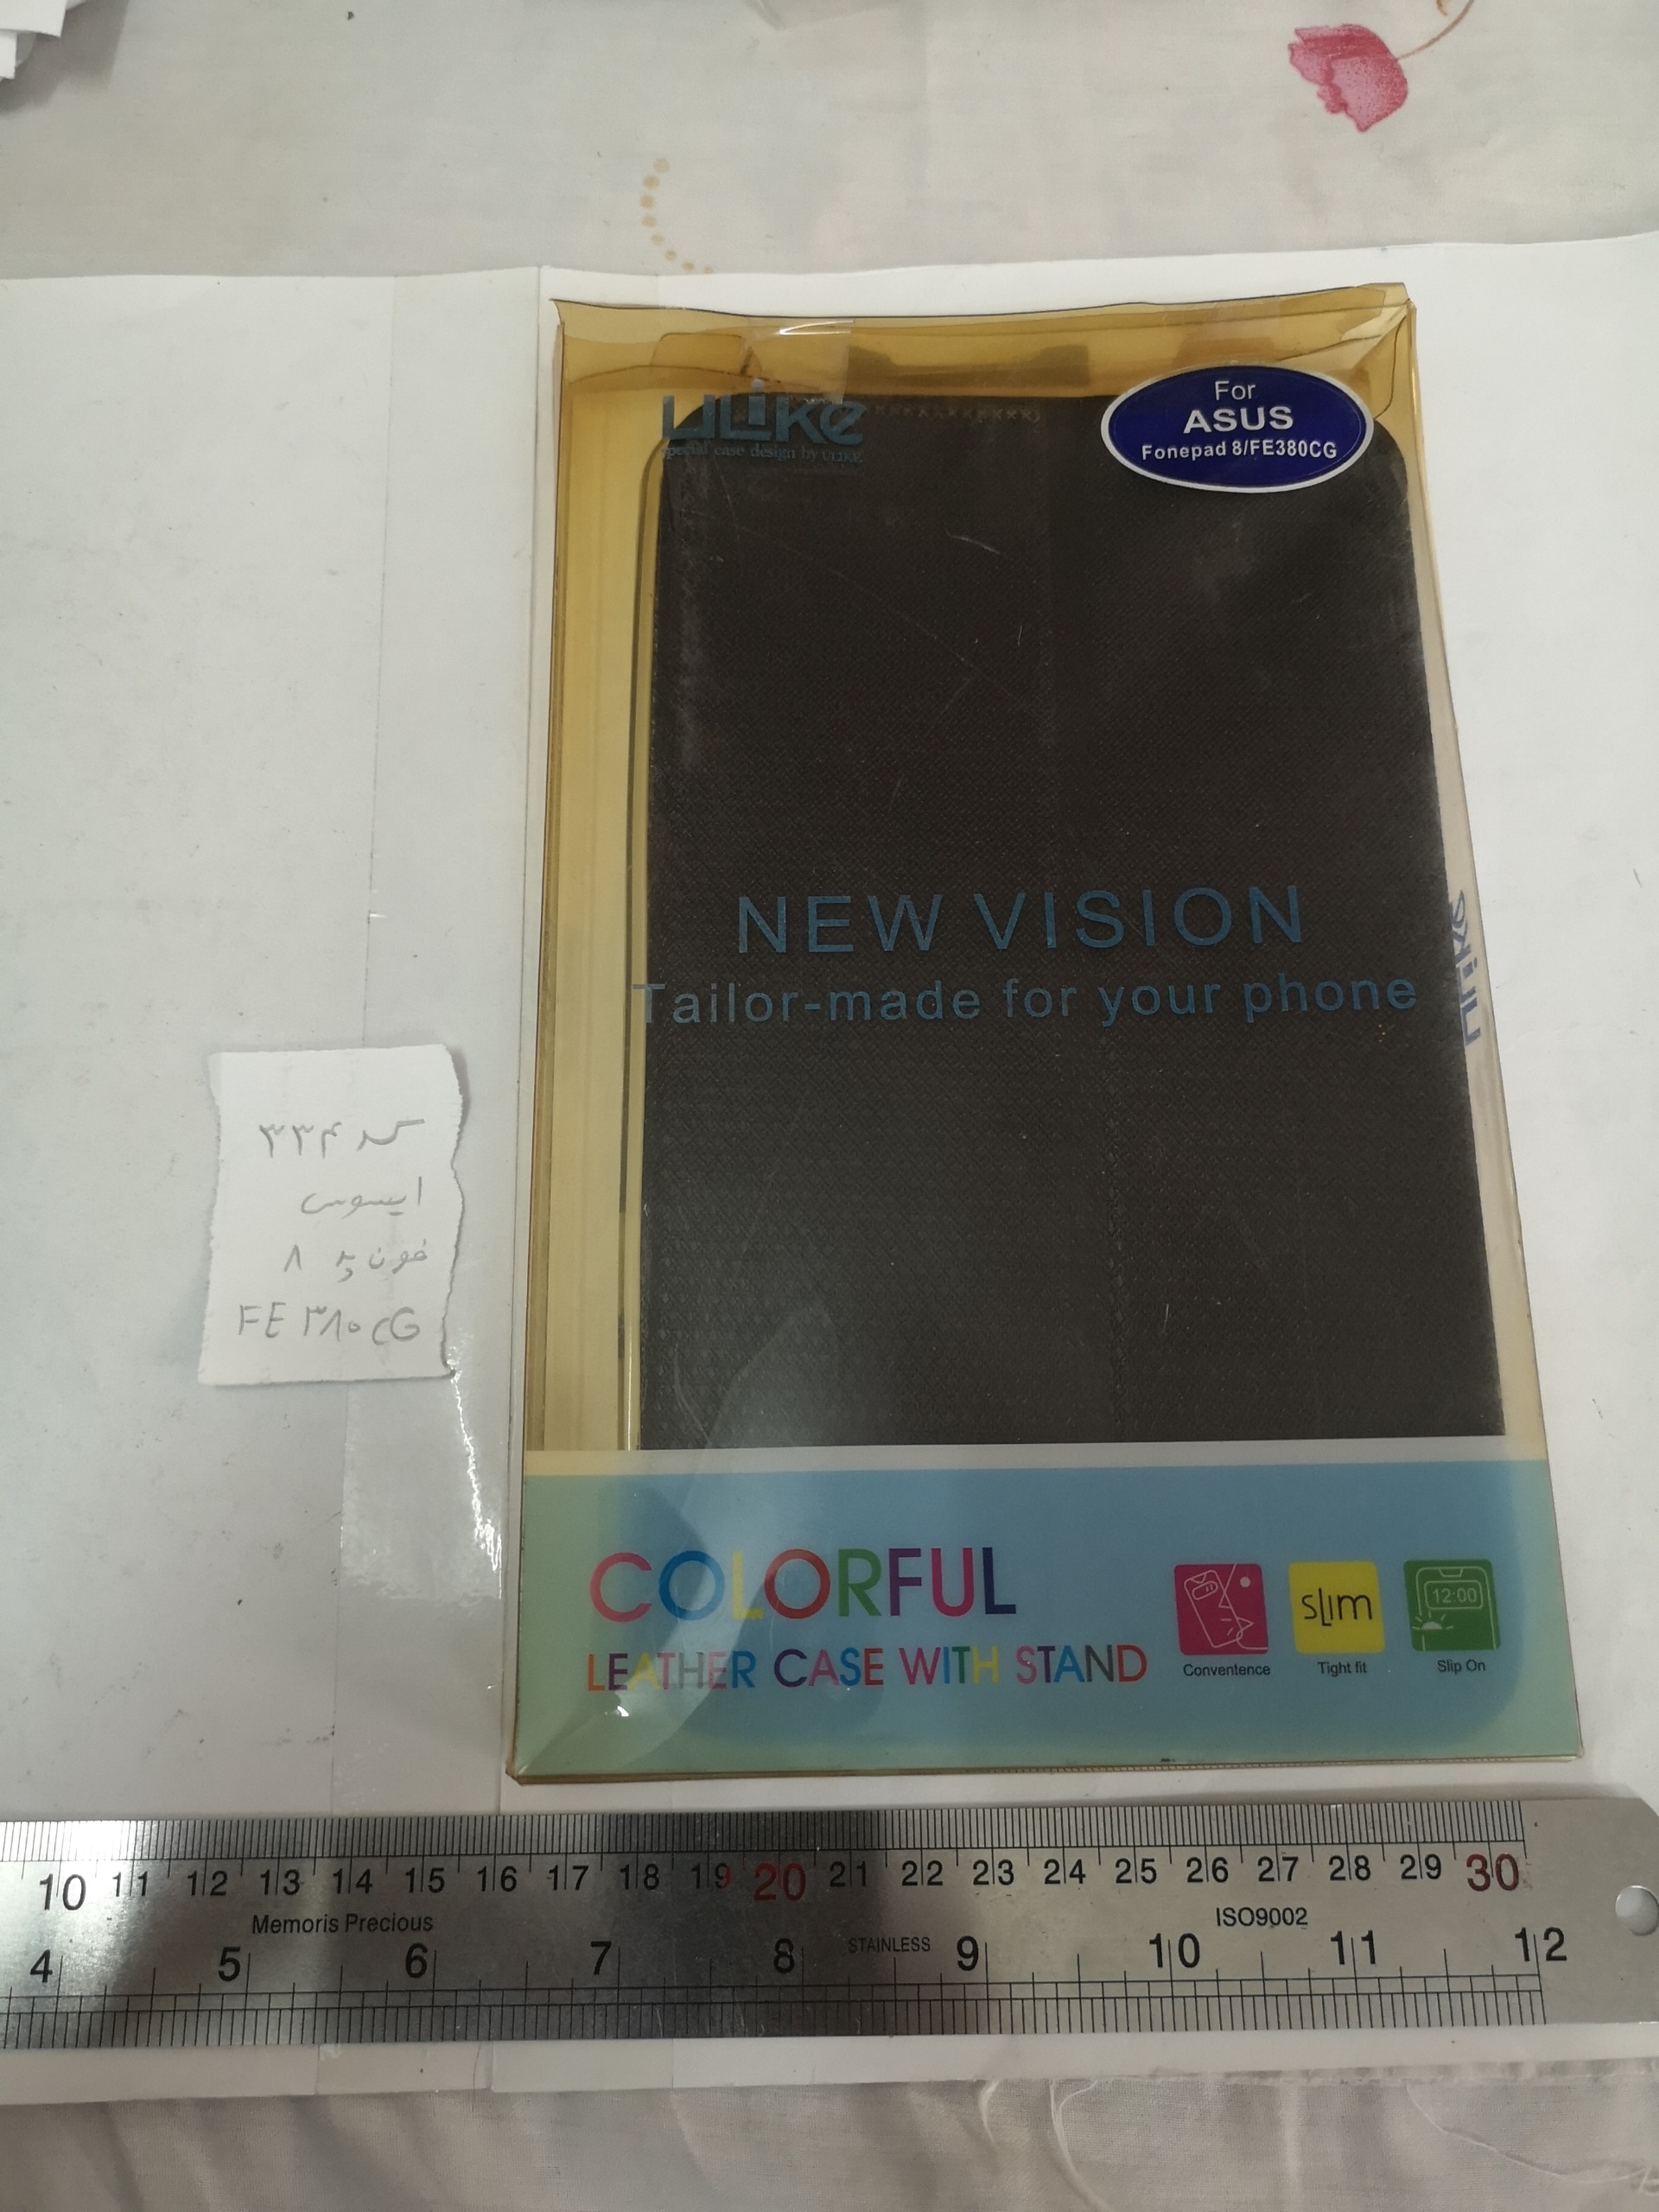 ULike
special case design by ULIKE
For
ASUS
Fonepad 8/FE380CG
NEW VISION
Tailor-made for your phone
ULike
کد ۳۳۴
ایسوس
فون پد ۸
FE ۳۸۰ CG
COLORFUL
LEATHER CASE WITH STAND
SLIM
12:00
Conventence
Tight fit
Slip On
10 11 12 13 14 15 16 17 18 19 20 21 22 23 24 25 26 27 28 29 30
Memoris Precious
ISO9002
STAINLESS
4 5 6 7 8 9 10 11 12